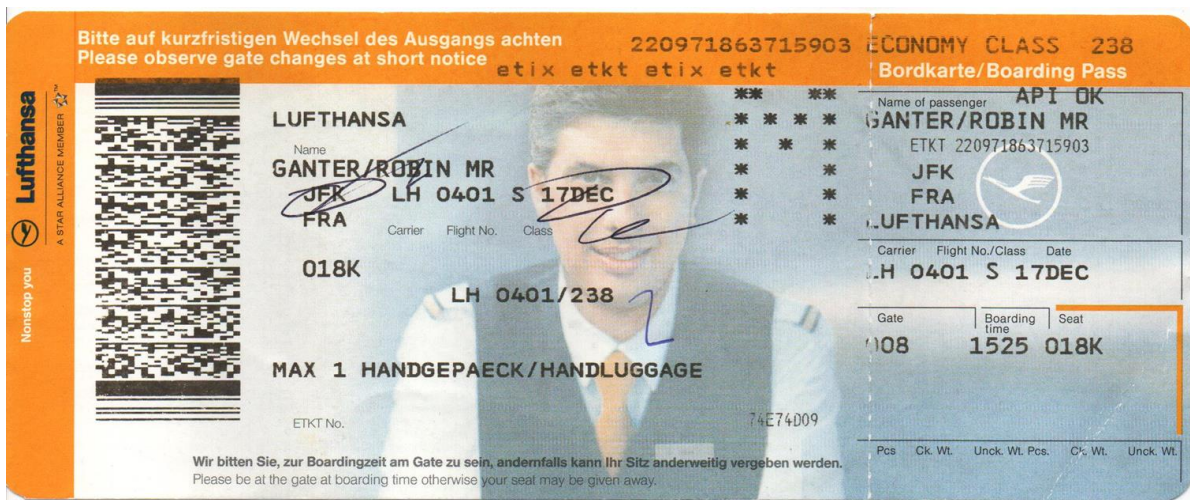 Bitte auf kurzfristigen Wechsel des Ausgangs achten
Please observe gate changes at short notice
220971863715903 ECONOMY CLASS 238
etix etkt etix etkt
Bordkarte/Boarding Pass
Lufthansa
A STAR ALLIANCE MEMBER ™
Nonstop you
LUFTHANSA
Name
GANTER/ROBIN MR
JFK LH 0401 S 17DEC
FRA
Carrier Flight No. Class
018K
LH 0401/238
2
MAX 1 HANDGEPAECK/HANDLUGGAGE
ETKT No.
74E74D09
Wir bitten Sie, zur Boardingzeit am Gate zu sein, andernfalls kann Ihr Sitz anderweitig vergeben werden.
Please be at the gate at boarding time otherwise your seat may be given away.
** **
* * * *
* * *
* *
* *
* *
Name of passenger API OK
GANTER/ROBIN MR
ETKT 220971863715903
JFK
FRA
LUFTHANSA
Carrier Flight No./Class Date
LH 0401 S 17DEC
Gate Boarding time Seat
008 1525 018K
Pcs Ck. Wt. Unck. Wt. Pcs. Ck. Wt. Unck. Wt.